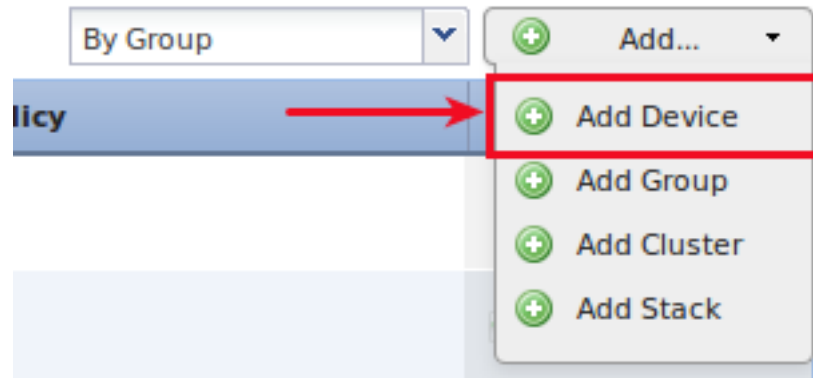 By Group
Add...
licy
Add Device
Add Group
Add Cluster
Add Stack